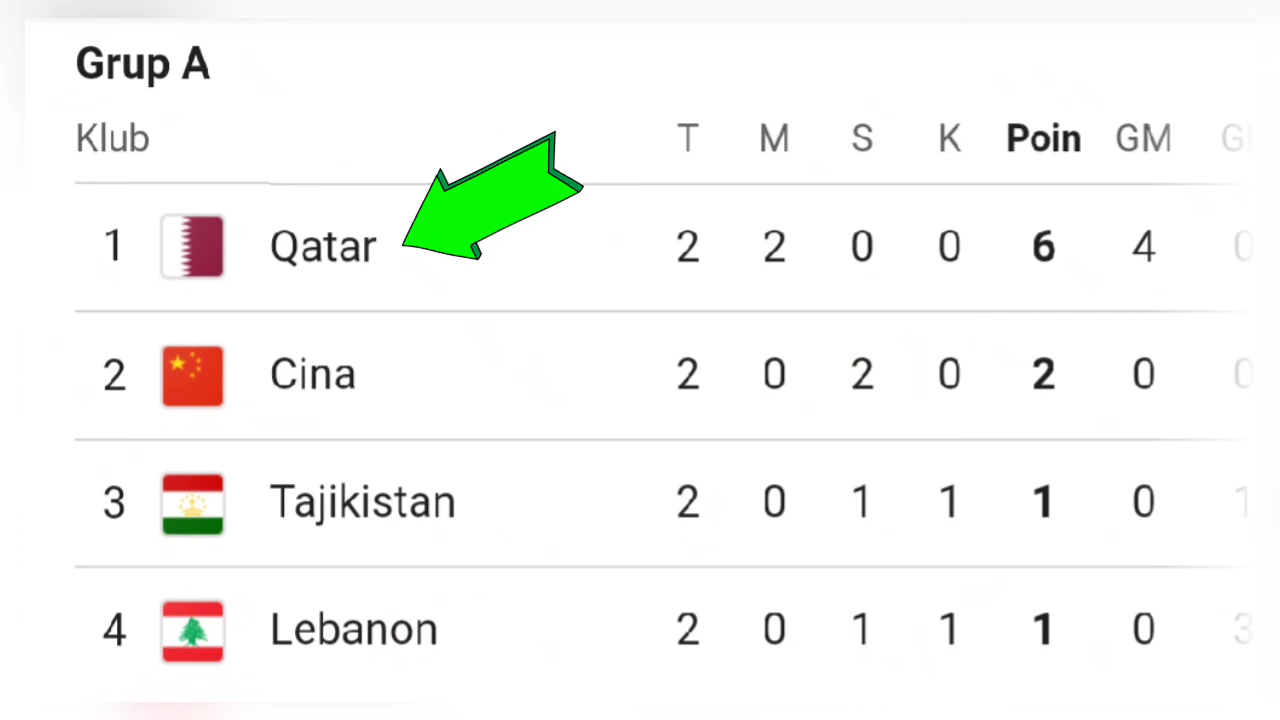 Grup A
Klub T M S K Poin GM
1 Qatar 2 2 0 0 6 4 0
2 Cina 2 0 2 0 2 0 0
3 Tajikistan 2 0 1 1 1 0 1
4 Lebanon 2 0 1 1 1 0 3